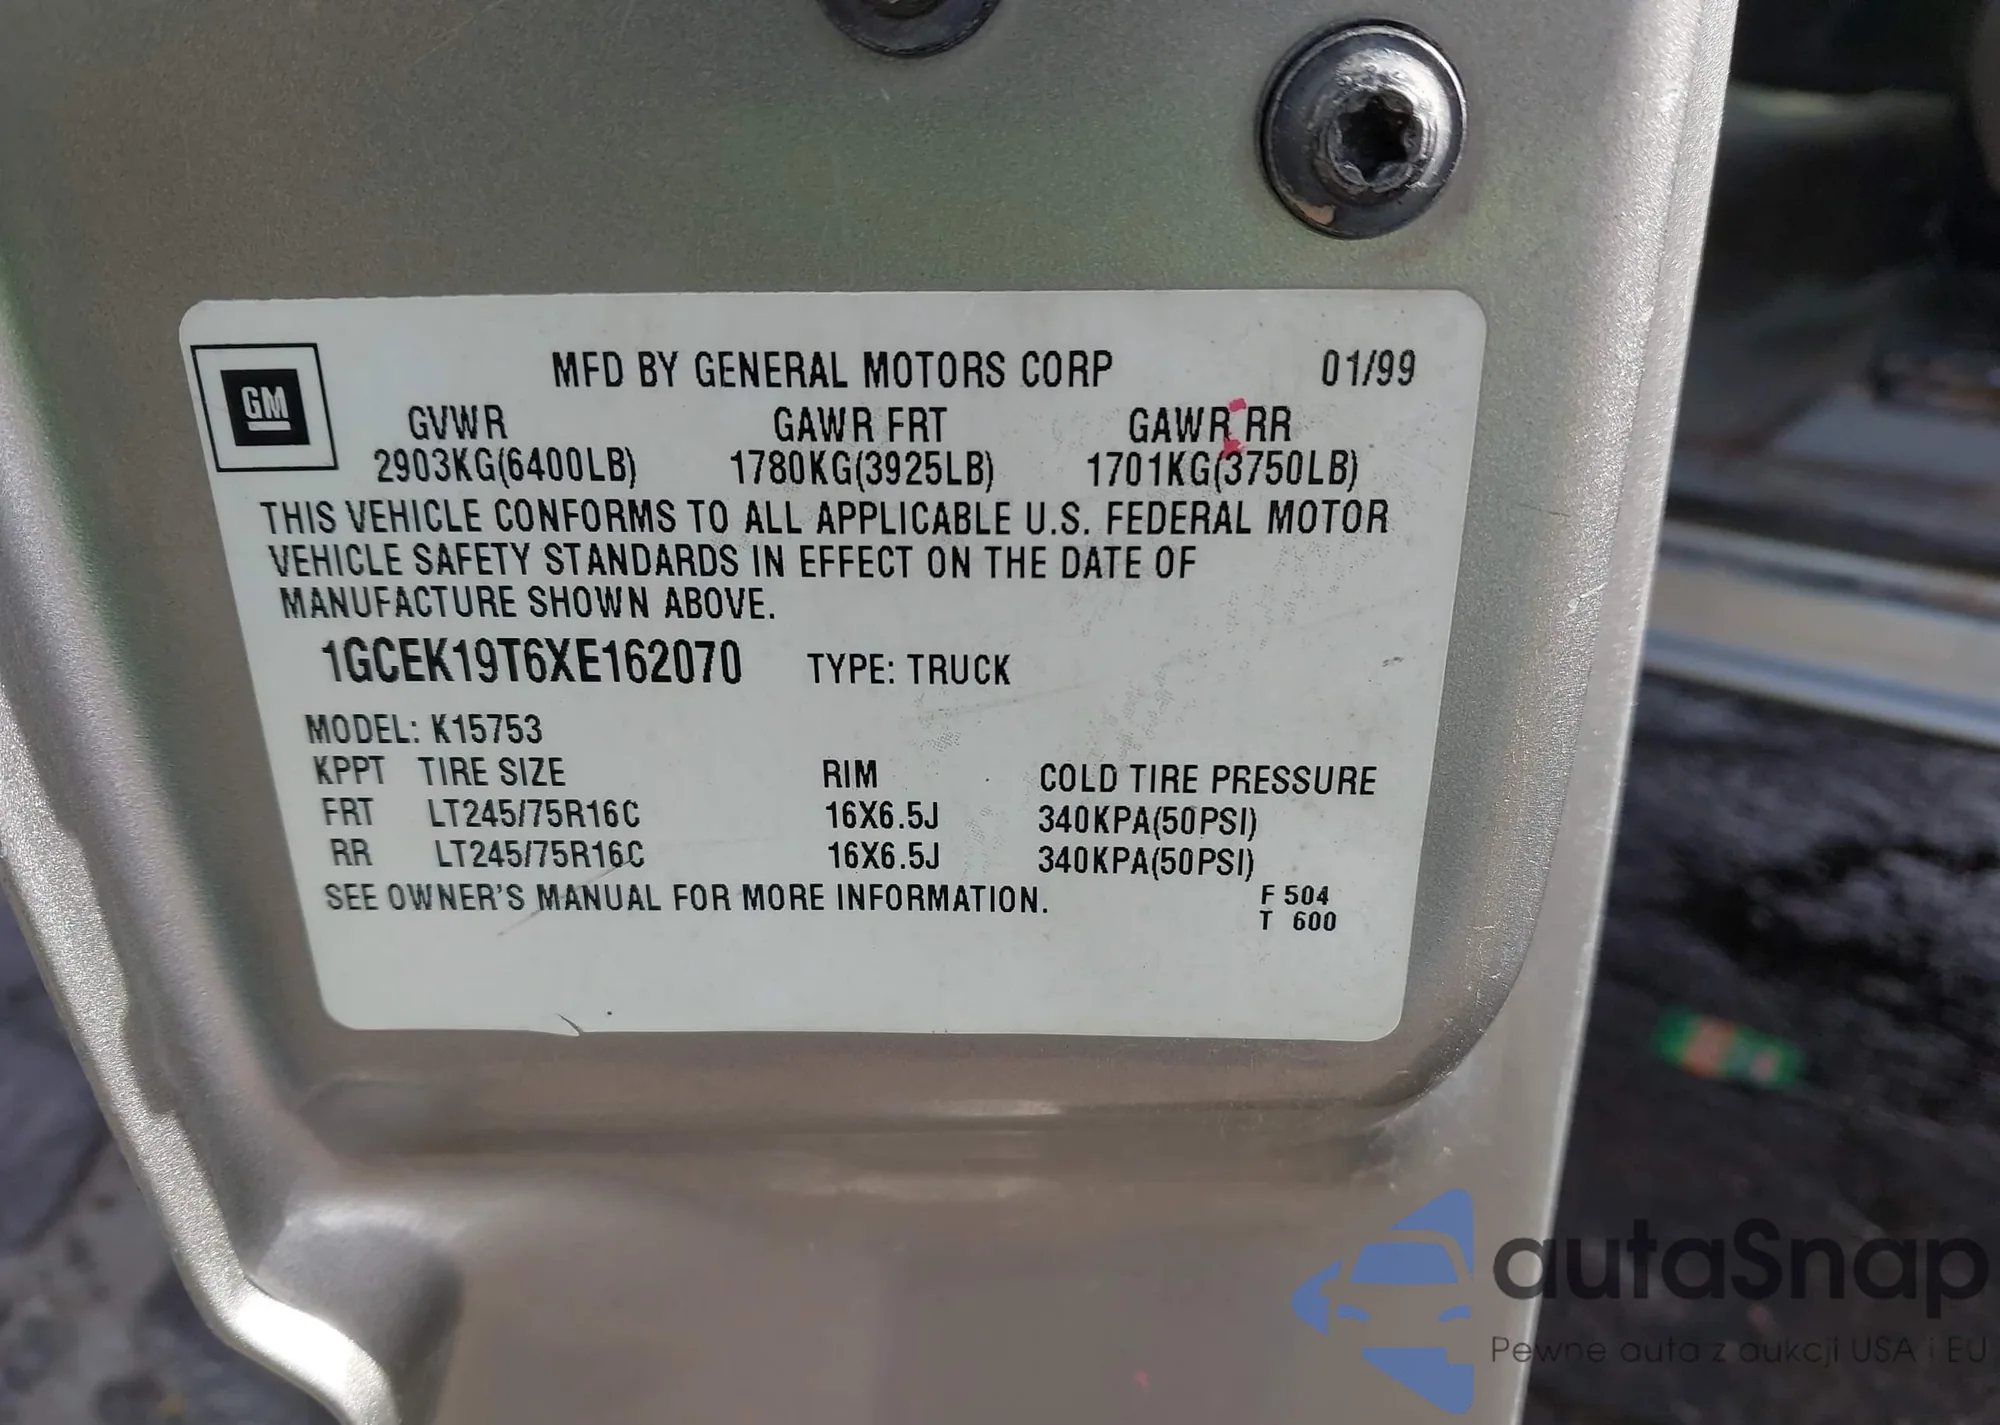 GM
MFD BY GENERAL MOTORS CORP 01/99
GVWR GAWR FRT GAWR RR
2903KG(6400LB) 1780KG(3925LB) 1701KG(3750LB)
THIS VEHICLE CONFORMS TO ALL APPLICABLE U.S. FEDERAL MOTOR
VEHICLE SAFETY STANDARDS IN EFFECT ON THE DATE OF
MANUFACTURE SHOWN ABOVE.
1GCEK19T6XE162070 TYPE: TRUCK
MODEL: K15753
KPPT TIRE SIZE RIM COLD TIRE PRESSURE
FRT LT245/75R16C 16X6.5J 340KPA(50PSI)
RR LT245/75R16C 16X6.5J 340KPA(50PSI)
SEE OWNER'S MANUAL FOR MORE INFORMATION.
F 504
T 600
autaSnap
Pewne auta z aukcji USA i EU